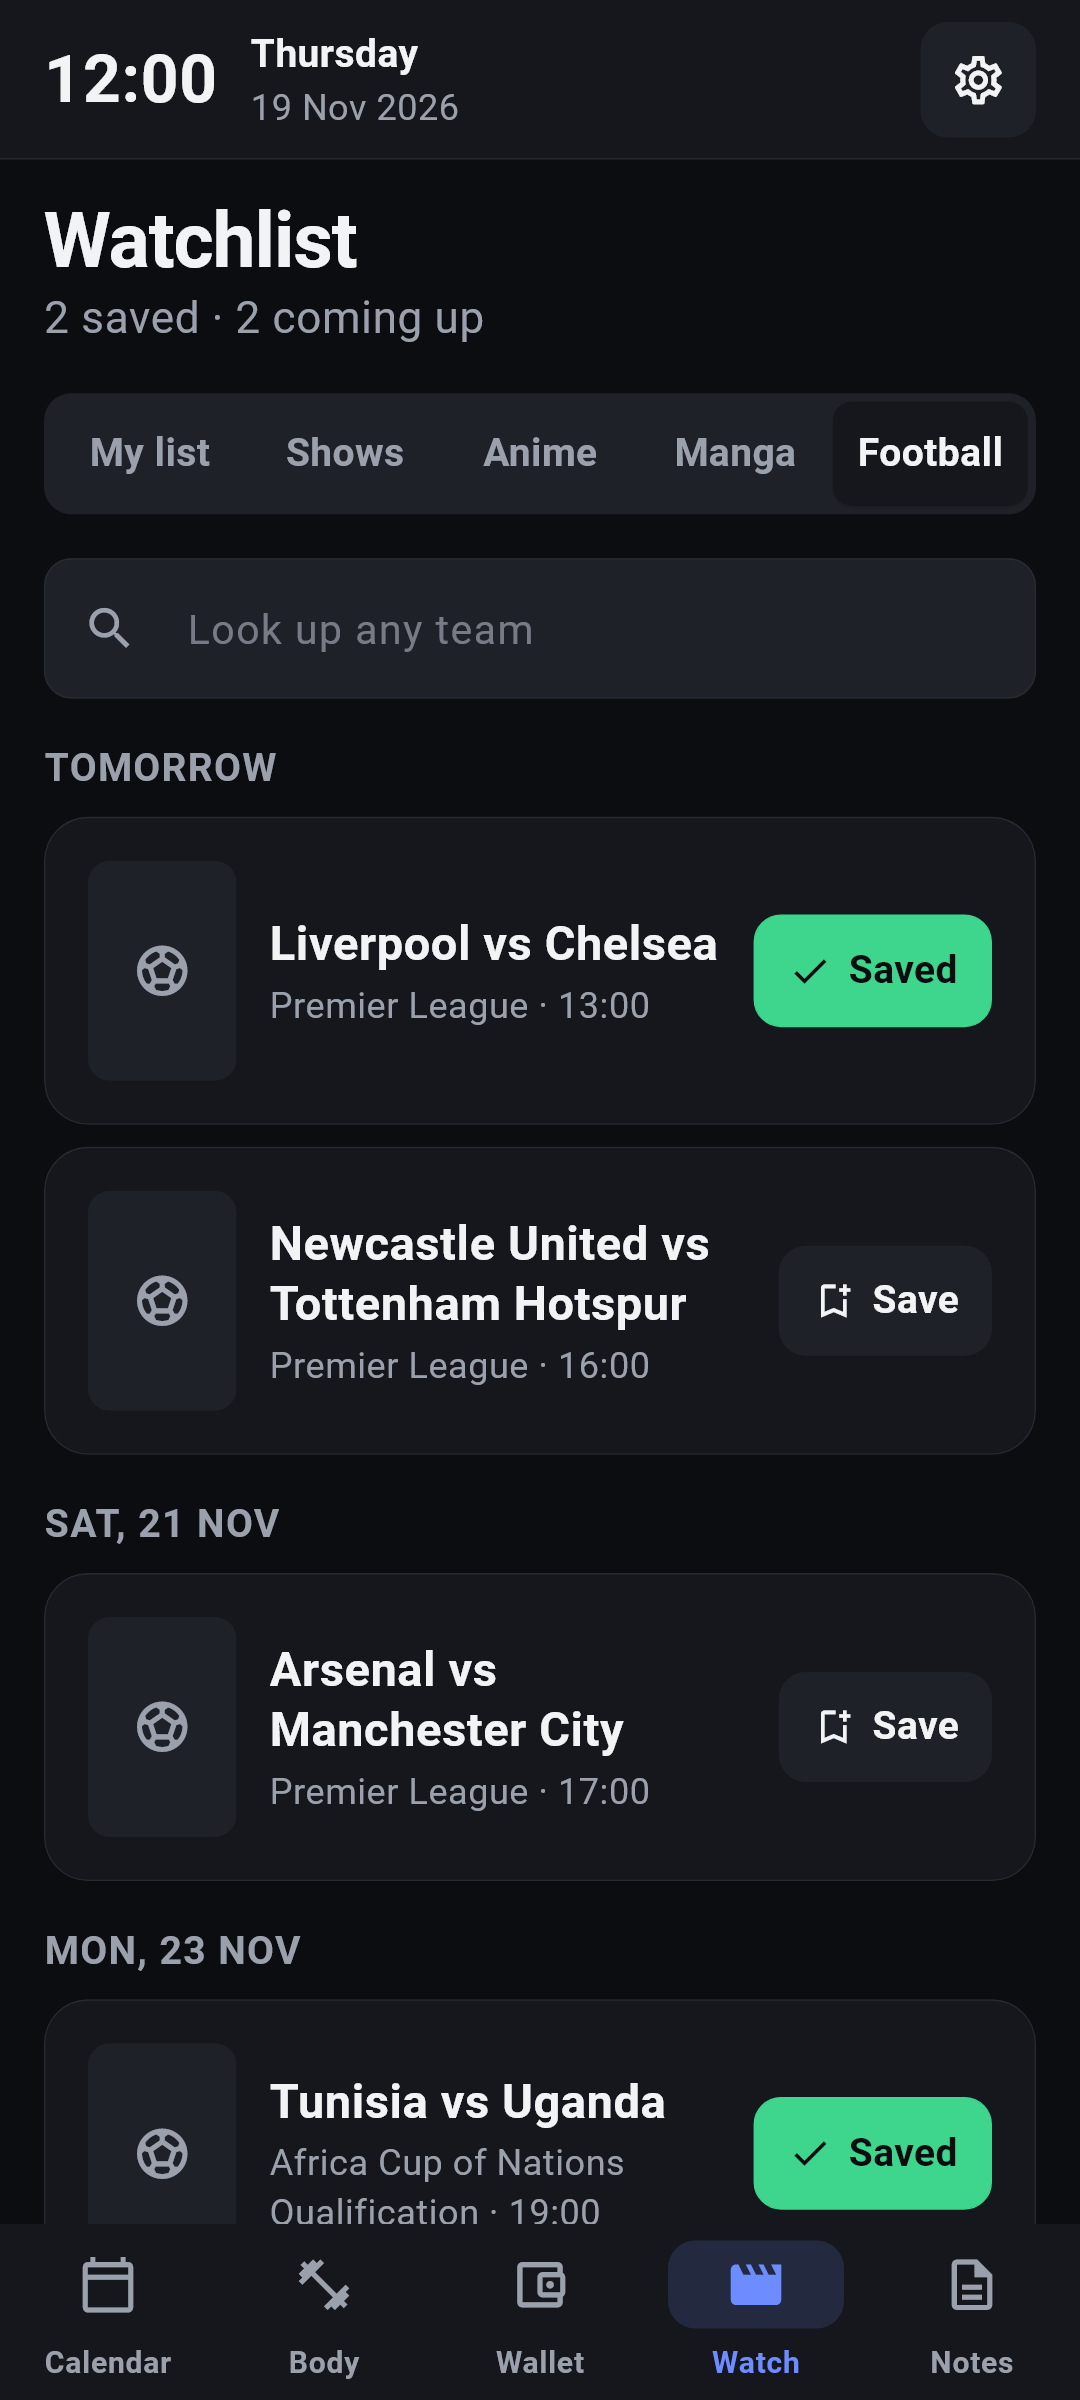 12:00
Thursday
19 Nov 2026
Watchlist
2 saved · 2 coming up
My list
Shows
Anime
Manga
Football
Look up any team
TOMORROW
Liverpool vs Chelsea
Premier League · 13:00
Saved
Newcastle United vs
Tottenham Hotspur
Premier League · 16:00
Save
SAT, 21 NOV
Arsenal vs
Manchester City
Premier League · 17:00
Save
MON, 23 NOV
Tunisia vs Uganda
Africa Cup of Nations
Qualification · 19:00
Saved
Calendar
Body
Wallet
Watch
Notes